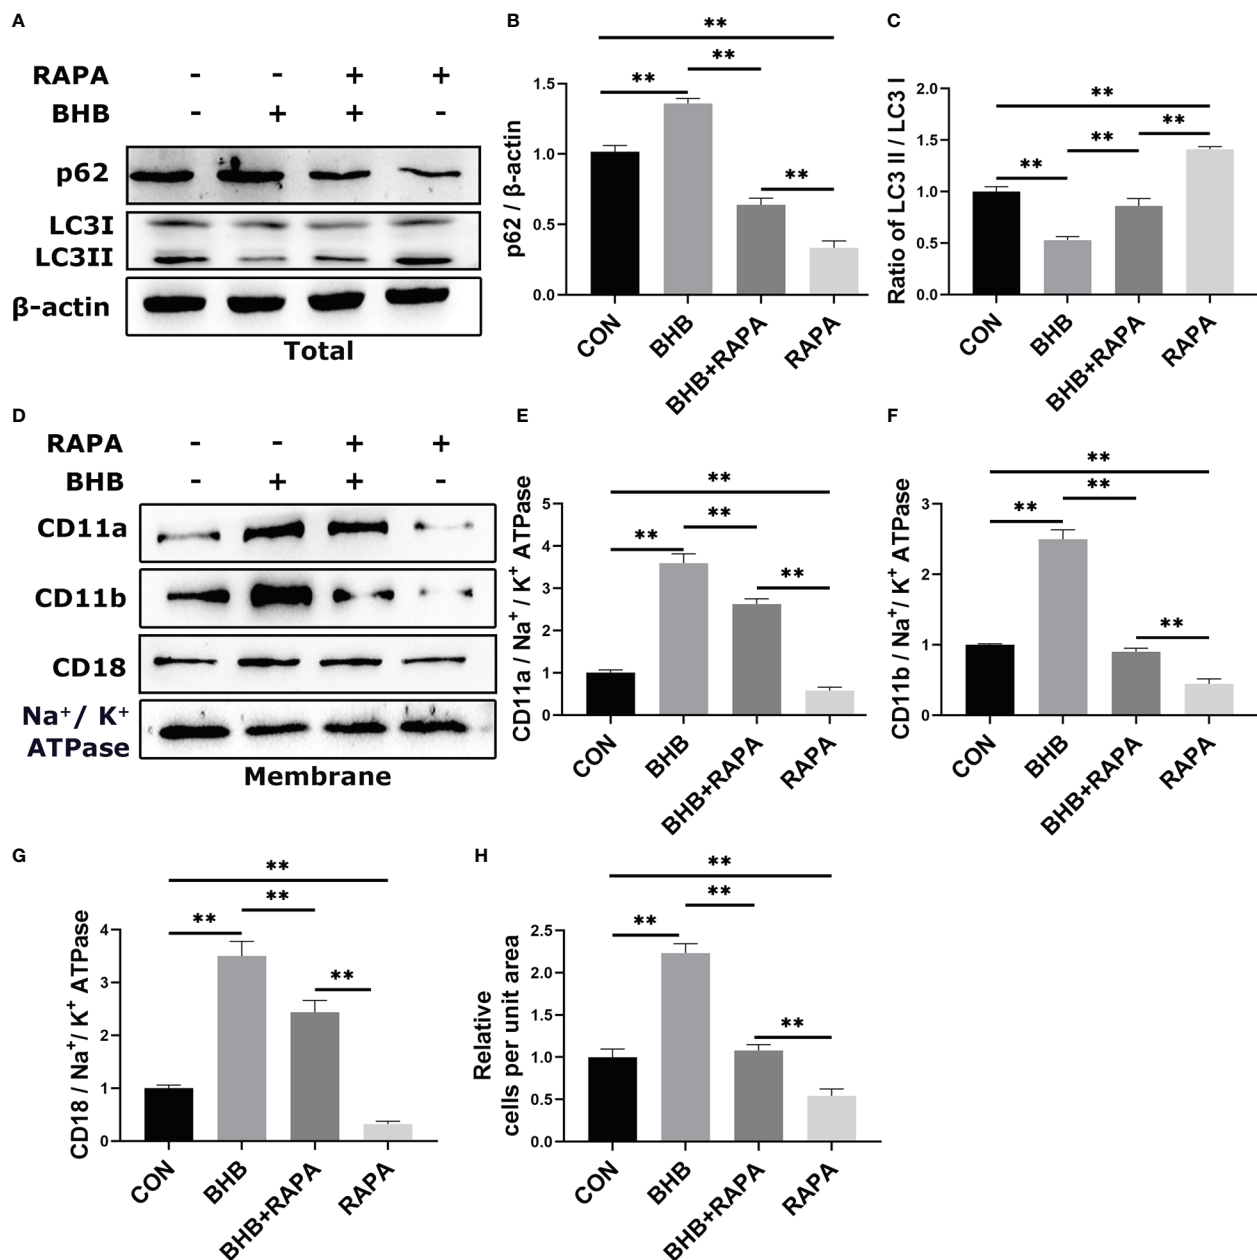 A
RAPA - - + +
BHB - + + -
p62
LC3I
LC3II
β-actin
Total
B
**
**
**
**
p62 / β-actin
1.5
1.0
0.5
0.0
CON
BHB
BHB+RAPA
RAPA
C
**
**
**
**
Ratio of LC3 II / LC3 I
2.0
1.5
1.0
0.5
0.0
CON
BHB
BHB+RAPA
RAPA
D
RAPA - - + +
BHB - + + -
CD11a
CD11b
CD18
Na⁺/ K⁺
ATPase
Membrane
E
**
**
**
**
CD11a / Na⁺/ K⁺ ATPase
5
4
3
2
1
0
CON
BHB
BHB+RAPA
RAPA
F
**
**
**
**
CD11b / Na⁺/ K⁺ ATPase
3
2
1
0
CON
BHB
BHB+RAPA
RAPA
G
**
**
**
**
CD18 / Na⁺/ K⁺ ATPase
4
3
2
1
0
CON
BHB
BHB+RAPA
RAPA
H
**
**
**
**
Relative
cells per unit area
2.5
2.0
1.5
1.0
0.5
0.0
CON
BHB
BHB+RAPA
RAPA